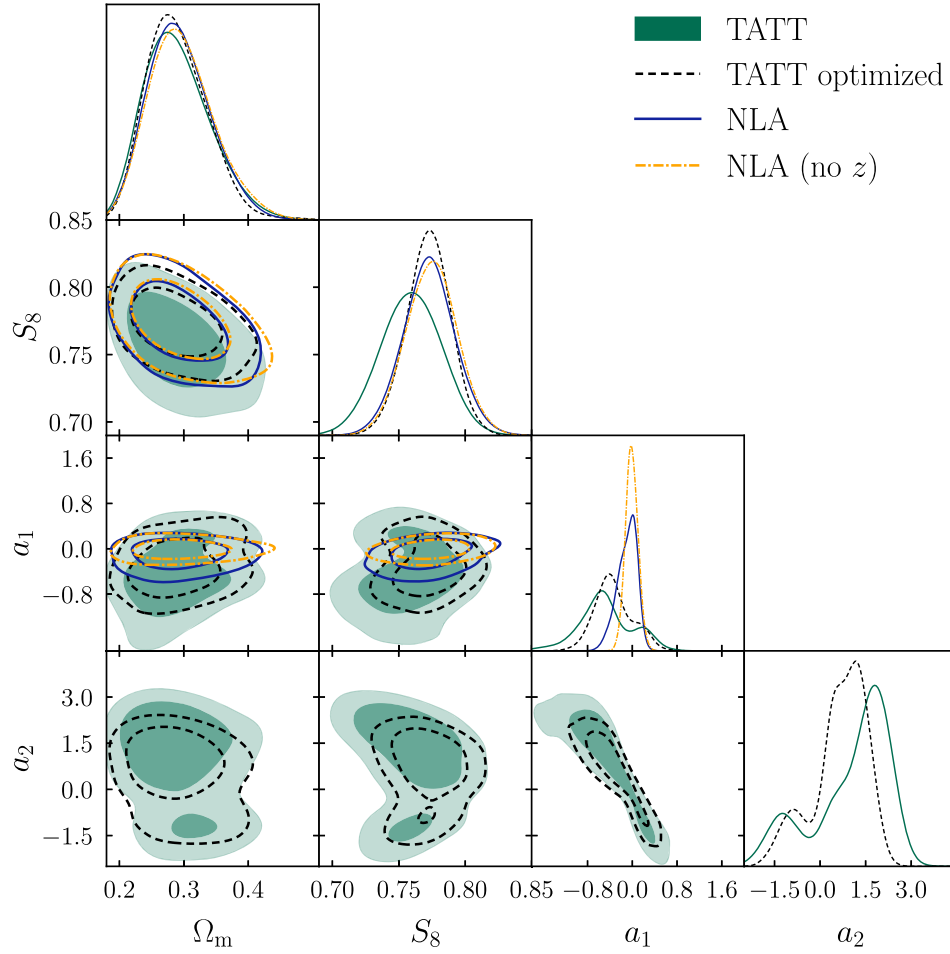 TATT
TATT optimized
NLA
NLA (no z)
0.85
0.80
0.75
0.70
S₈
1.6
0.8
0.0
−0.8
a₁
3.0
1.5
0.0
−1.5
a₂
0.2 0.3 0.4 0.70 0.75 0.80 0.85 −0.8 0.0 0.8 1.6 −1.5 0.0 1.5 3.0
Ωₘ S₈ a₁ a₂